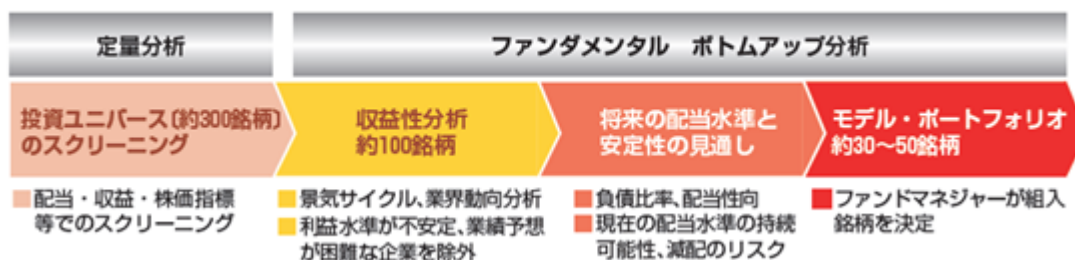 定量分析
ファンダメンタル ボトムアップ分析
投資ユニバース(約300銘柄)
のスクリーニング
収益性分析
約100銘柄
将来の配当水準と
安定性の見通し
モデル・ポートフォリオ
約30～50銘柄
配当・収益・株価指標
等でのスクリーニング
景気サイクル、業界動向分析
利益水準が不安定、業績予想
が困難な企業を除外
負債比率、配当性向
現在の配当水準の持続
可能性、減配のリスク
ファンドマネジャーが組入
銘柄を決定